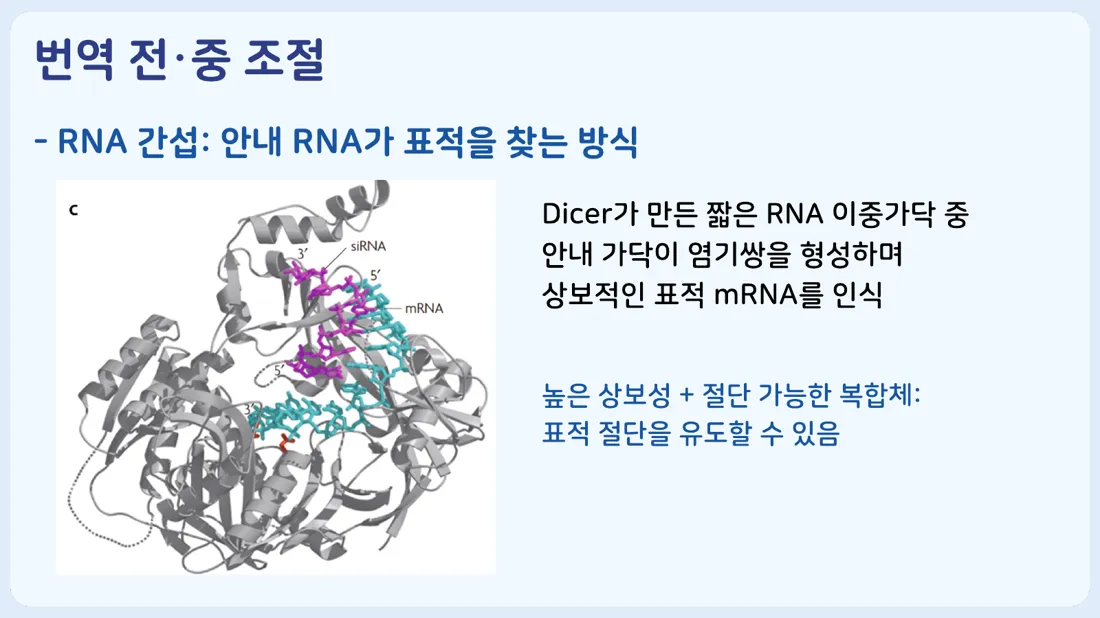 번역 전·중 조절
- RNA 간섭: 안내 RNA가 표적을 찾는 방식
c
siRNA
3′
5′
mRNA
5′
3′
Dicer가 만든 짧은 RNA 이중가닥 중
안내 가닥이 염기쌍을 형성하며
상보적인 표적 mRNA를 인식
높은 상보성 + 절단 가능한 복합체:
표적 절단을 유도할 수 있음